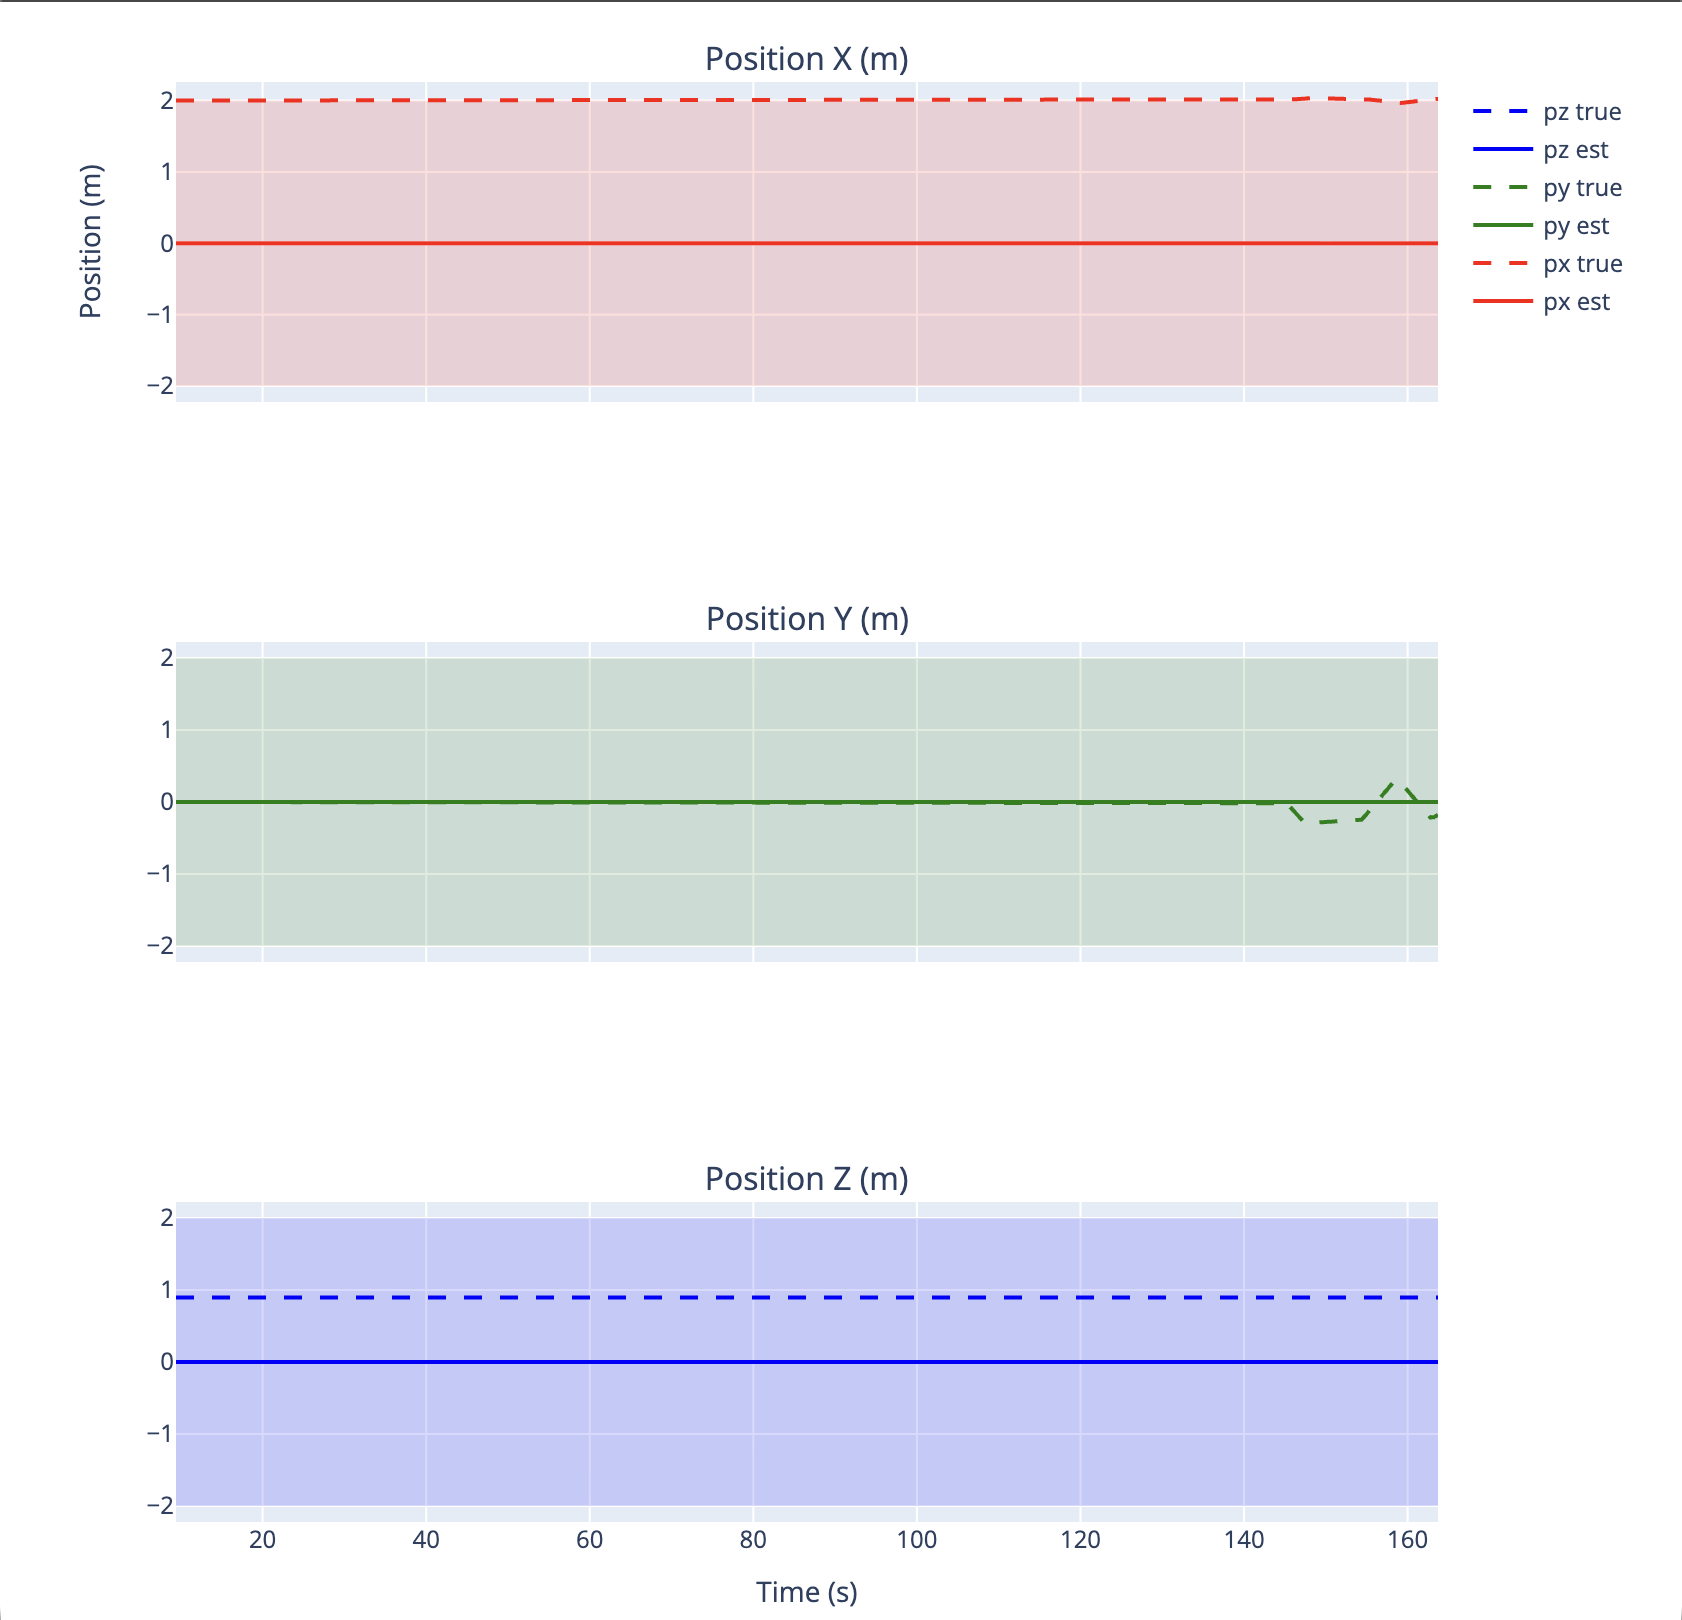 Position X (m)
2
1
0
−1
−2
Position (m)
pz true
pz est
py true
py est
px true
px est
Position Y (m)
2
1
0
−1
−2
Position Z (m)
2
1
0
−1
−2
20 40 60 80 100 120 140 160
Time (s)